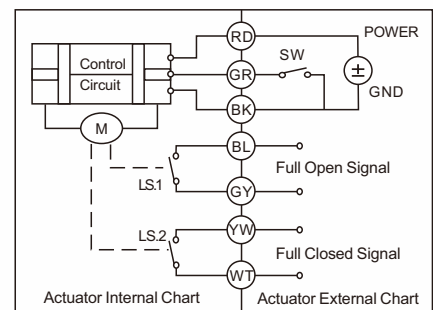 RD
POWER
SW
Control
GR
±
Circuit
GND
BK
M
BL
Full Open Signal
LS.1
GY
LS.2
YW
Full Closed Signal
WT
Actuator Internal Chart
Actuator External Chart